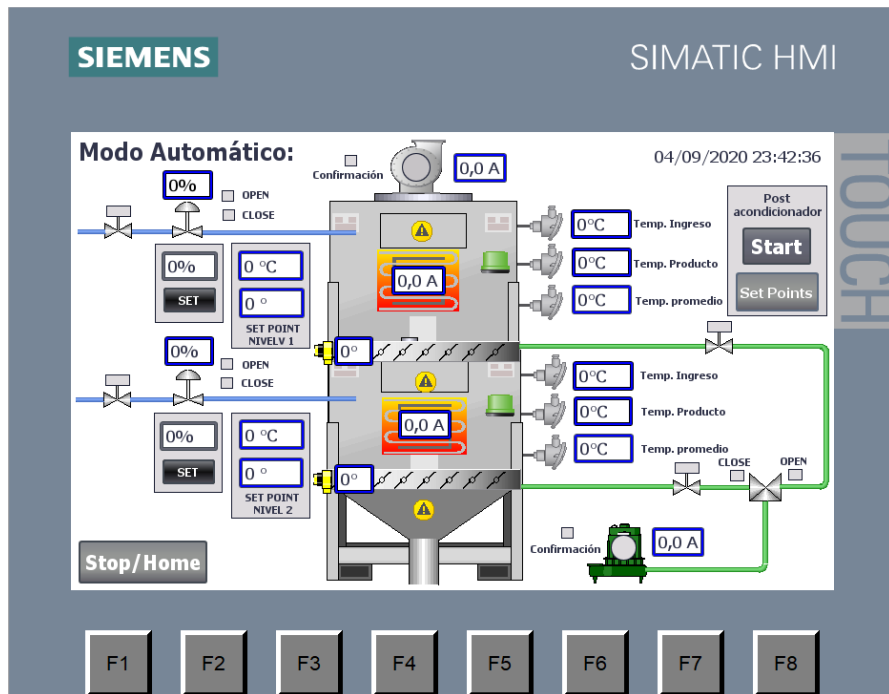 SIEMENS
SIMATIC HMI
TOUCH
Modo Automático:
04/09/2020 23:42:36
Confirmación
0,0 A
0%
OPEN
CLOSE
Post
acondicionador
Start
Set Points
0°C
Temp. Ingreso
0°C
Temp. Producto
0°C
Temp. promedio
0%
SET
0 °C
0 °
SET POINT
NIVELV 1
0,0 A
0°
0%
OPEN
CLOSE
0°C
Temp. Ingreso
0°C
Temp. Producto
0°C
Temp. promedio
0%
SET
0 °C
0 °
SET POINT
NIVEL 2
0,0 A
0°
CLOSE
OPEN
Confirmación
0,0 A
Stop/Home
F1
F2
F3
F4
F5
F6
F7
F8